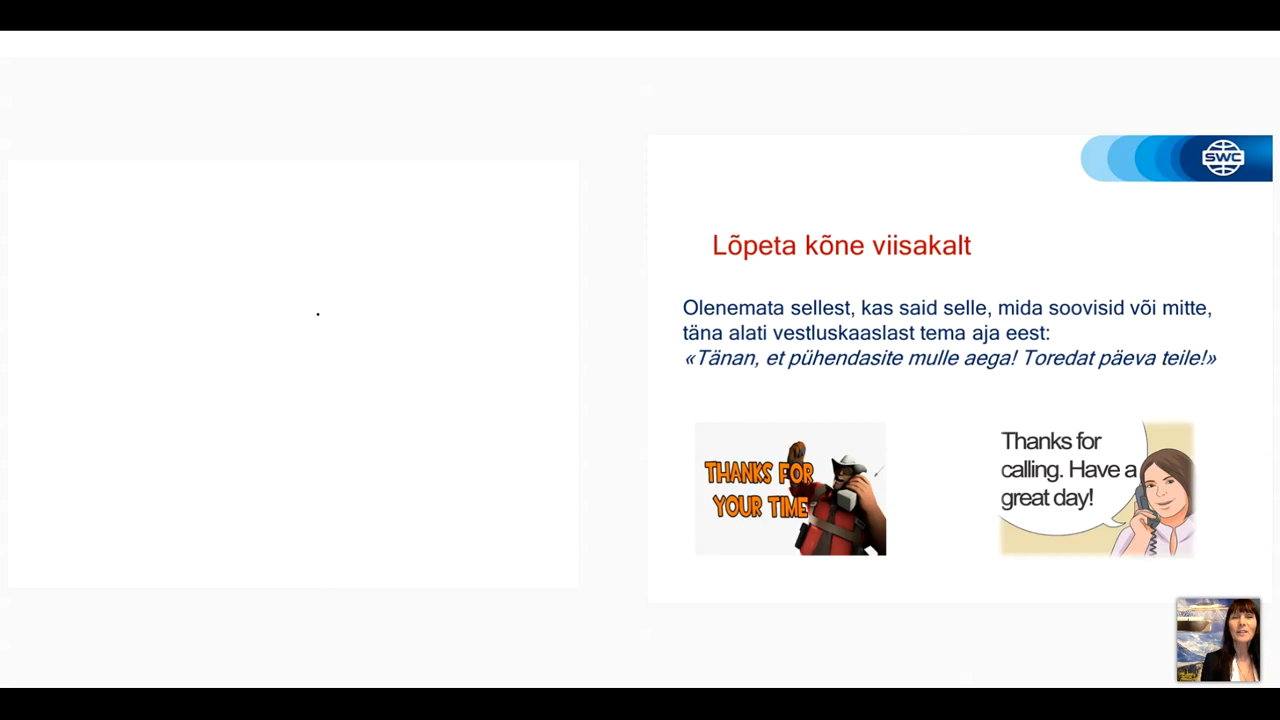 SWC
Lõpeta kõne viisakalt
Olenemata sellest, kas said selle, mida soovisid või mitte,
täna alati vestluskaaslast tema aja eest:
«Tänan, et pühendasite mulle aega! Toredat päeva teile!»
THANKS FOR
YOUR TIME
Thanks for
calling. Have a
great day!